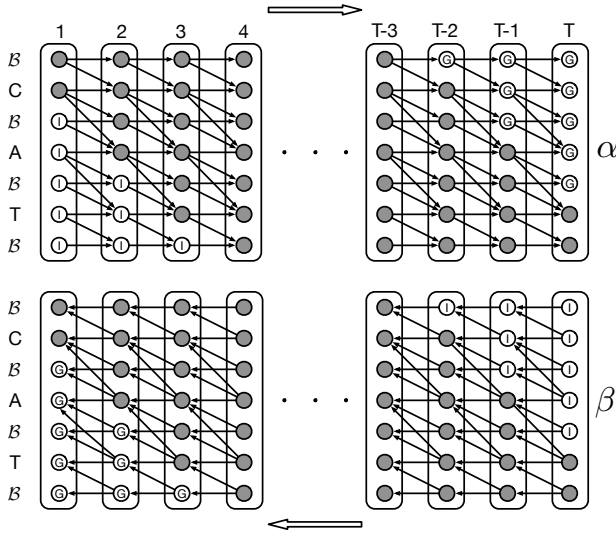 1 2 3 4 T-3 T-2 T-1 T
ℬ G G G
C G G
ℬ I G G
A I G α
ℬ I I G
T I I
ℬ I I I
ℬ I I I
C I I
ℬ G I I
A G I β
ℬ G G I
T G G
ℬ G G G